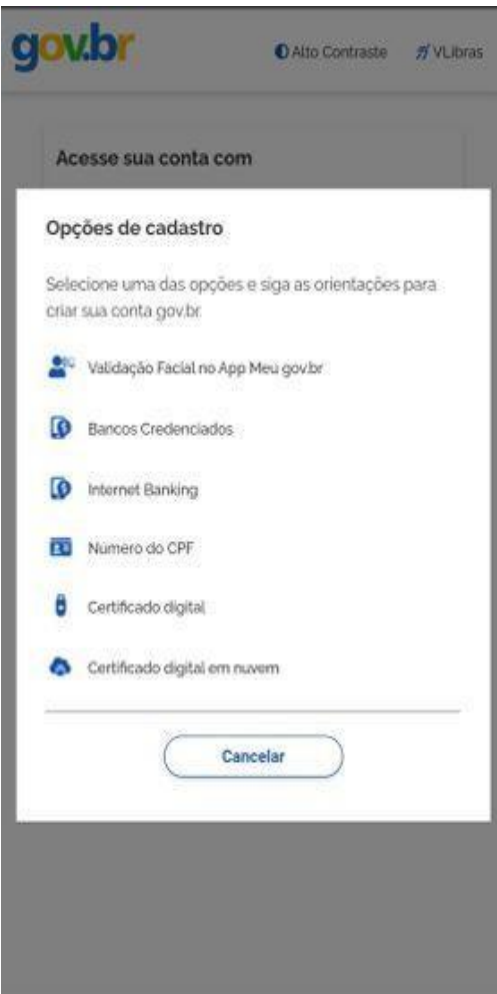 gov.br
Alto Contraste
VLibras
Acesse sua conta com
Opções de cadastro
Selecione uma das opções e siga as orientações para
criar sua conta gov.br.
Validação Facial no App Meu gov.br
Bancos Credenciados
Internet Banking
Número do CPF
Certificado digital
Certificado digital em nuvem
Cancelar